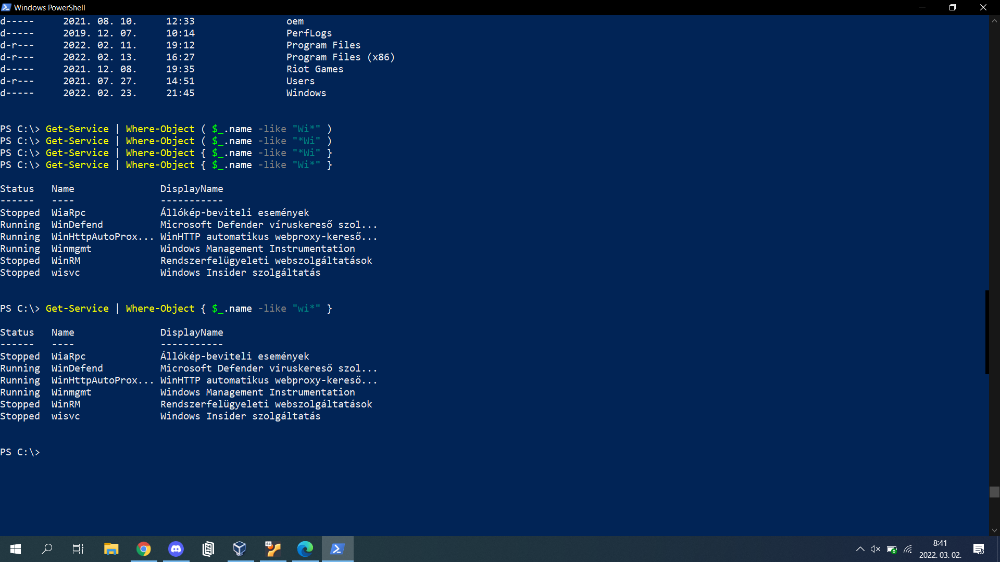 Windows PowerShell
d-----     2021. 08. 10.     12:33                oem
d-----     2019. 12. 07.     10:14                PerfLogs
d-r---     2022. 02. 11.     19:12                Program Files
d-r---     2022. 02. 13.     16:27                Program Files (x86)
d-----     2021. 12. 08.     19:35                Riot Games
d-r---     2021. 07. 27.     14:51                Users
d-----     2022. 02. 23.     21:45                Windows
PS C:\> Get-Service | Where-Object ( $_.name -like "Wi*" )
PS C:\> Get-Service | Where-Object ( $_.name -like "*Wi" )
PS C:\> Get-Service | Where-Object { $_.name -like "*Wi" }
PS C:\> Get-Service | Where-Object { $_.name -like "Wi*" }
Status   Name               DisplayName
------   ----               -----------
Stopped  WiaRpc             Állókép-beviteli események
Running  WinDefend          Microsoft Defender víruskereső szol...
Running  WinHttpAutoProx... WinHTTP automatikus webproxy-kereső...
Running  Winmgmt            Windows Management Instrumentation
Stopped  WinRM              Rendszerfelügyeleti webszolgáltatások
Stopped  wisvc              Windows Insider szolgáltatás
PS C:\> Get-Service | Where-Object { $_.name -like "wi*" }
Status   Name               DisplayName
------   ----               -----------
Stopped  WiaRpc             Állókép-beviteli események
Running  WinDefend          Microsoft Defender víruskereső szol...
Running  WinHttpAutoProx... WinHTTP automatikus webproxy-kereső...
Running  Winmgmt            Windows Management Instrumentation
Stopped  WinRM              Rendszerfelügyeleti webszolgáltatások
Stopped  wisvc              Windows Insider szolgáltatás
PS C:\>
64
8:41
2022. 03. 02.